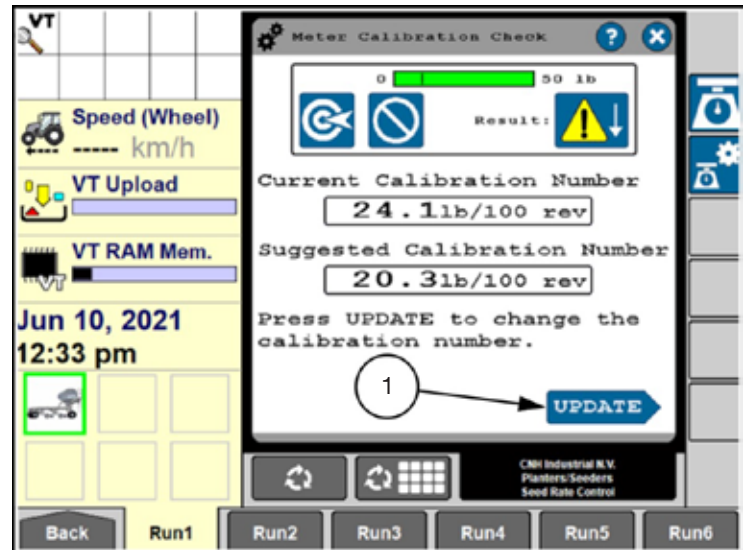 VT
Meter Calibration Check ?
0 50 lb
Speed (Wheel)
----- km/h
Result:
VT Upload
Current Calibration Number
24.1lb/100 rev
VT RAM Mem.
VT
Suggested Calibration Number
20.3lb/100 rev
Jun 10, 2021
12:33 pm
Press UPDATE to change the
calibration number.
1
UPDATE
CNH Industrial N.V.
Planters/Seeders
Seed Rate Control
Back Run1 Run2 Run3 Run4 Run5 Run6